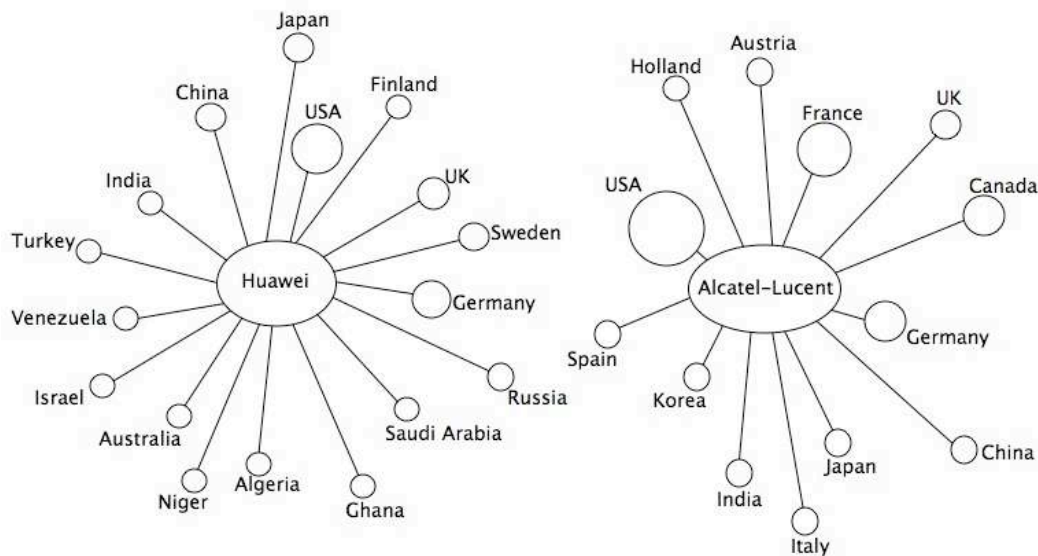 Japan
Finland
USA
China
UK
India
Sweden
Turkey
Huawei
Germany
Venezuela
Israel
Russia
Australia
Saudi Arabia
Niger
Algeria
Ghana
Austria
Holland
UK
France
USA
Canada
Alcatel-Lucent
Germany
Spain
Korea
China
Japan
India
Italy